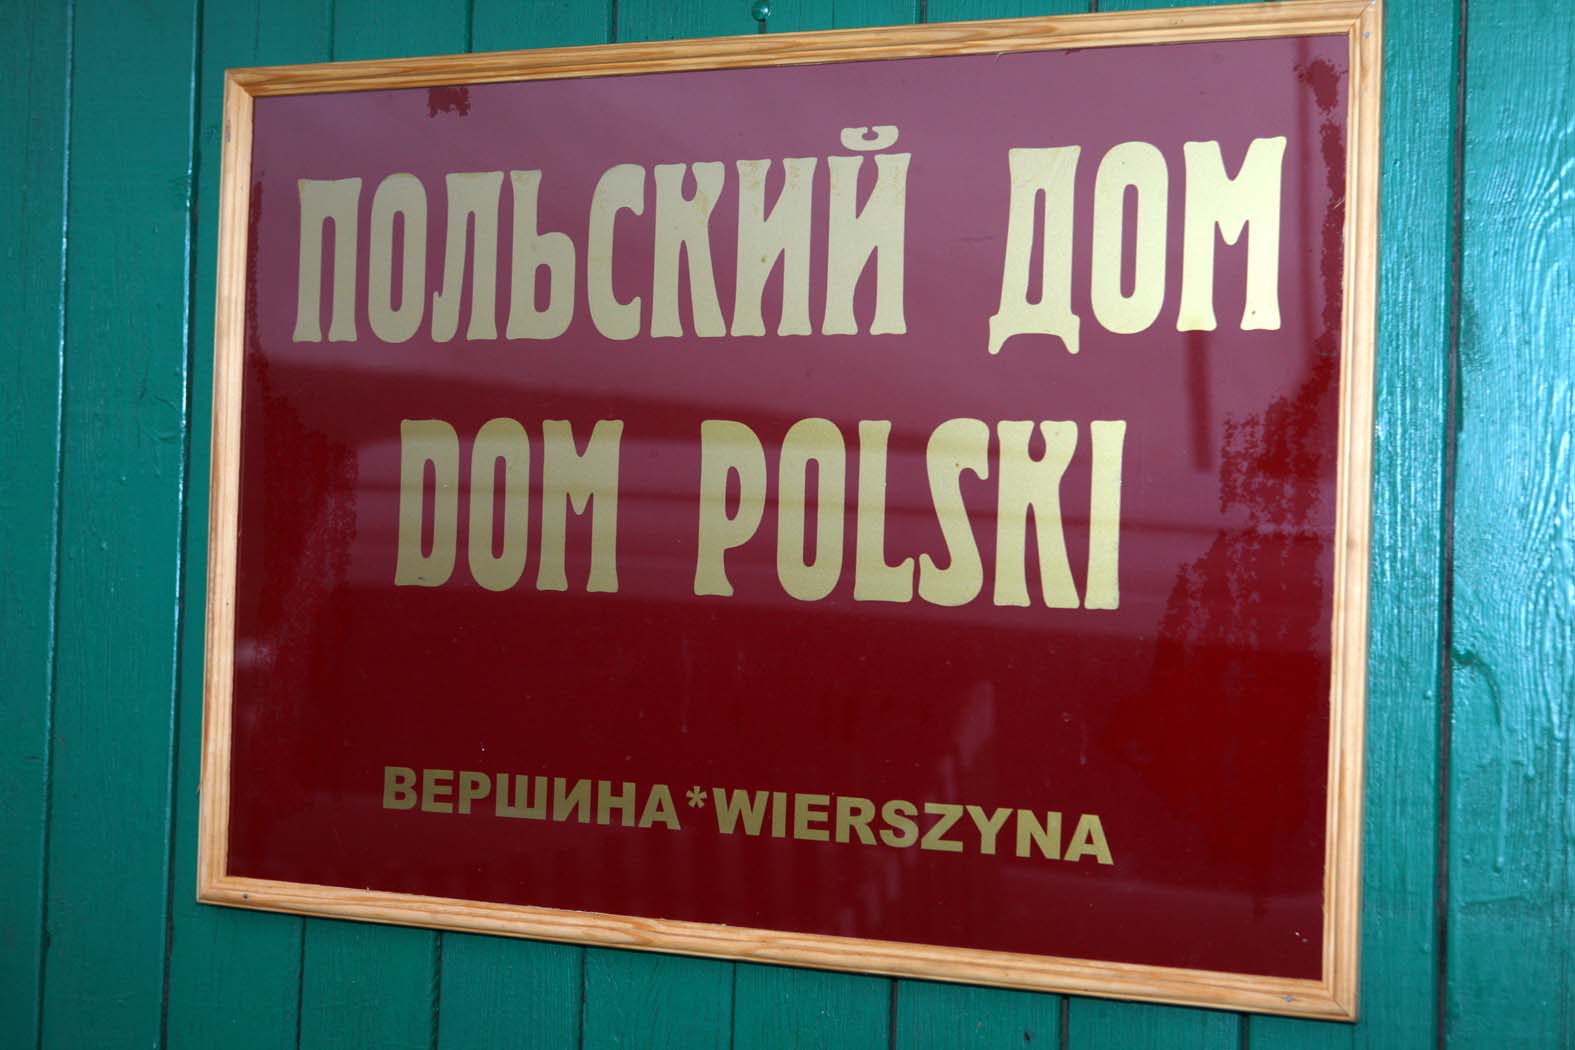 ПОЛЬСКИЙ ДОМ
DOM POLSKI
ВЕРШИНА*WIERSZYNA